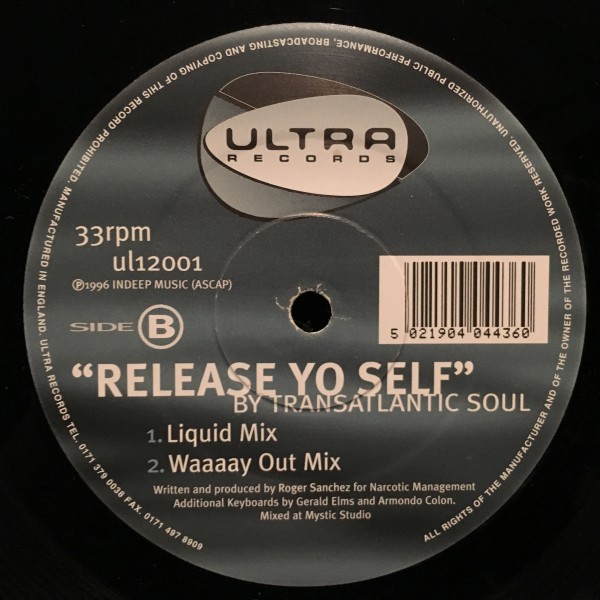 ULTRA
RECORDS
33rpm
ul12001
℗1996 INDEEP MUSIC (ASCAP)
5 021904 044360
SIDE B
“RELEASE YO SELF”
BY TRANSATLANTIC SOUL
1. Liquid Mix
2. Waaaay Out Mix
Written and produced by Roger Sanchez for Narcotic Management
Additional Keyboards by Gerald Elms and Armondo Colon.
Mixed at Mystic Studio
ALL RIGHTS OF THE MANUFACTURER AND OF THE OWNER OF THE RECORDED WORK RESERVED. UNAUTHORIZED PUBLIC PERFORMANCE, BROADCASTING AND COPYING OF THIS RECORD PROHIBITED. MANUFACTURED IN ENGLAND. ULTRA RECORDS TEL. 0171 379 0038 FAX. 0171 497 8909